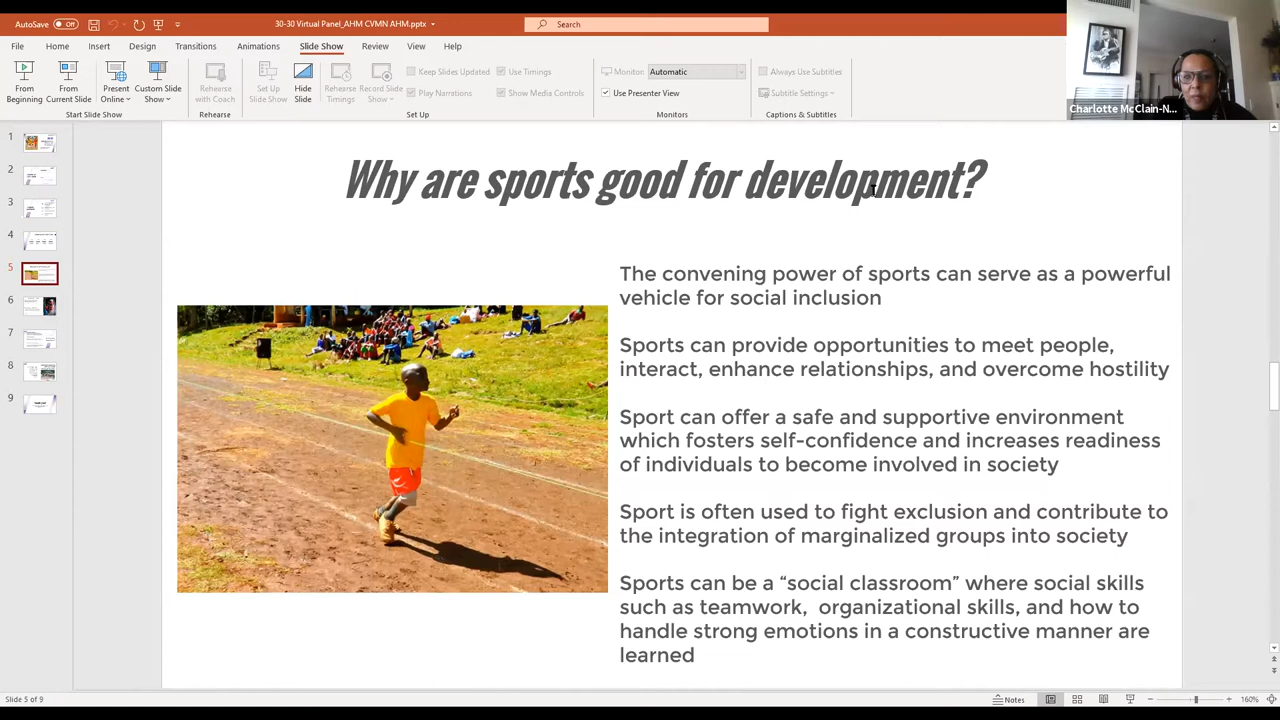 AutoSave Off 30-30 Virtual Panel_AHM CVMN AHM.pptx Search
File Home Insert Design Transitions Animations Slide Show Review View Help
From Beginning
From Current Slide
Present Online
Custom Slide Show
Start Slide Show
Rehearse with Coach
Rehearse
Set Up Slide Show
Hide Slide
Rehearse Timings
Record Slide
Keep Slides Updated
Play Narrations
Use Timings
Show Media Controls
Set Up
Monitor: Automatic
Use Presenter View
Monitors
Always Use Subtitles
Subtitle Settings
Captions & Subtitles
Charlotte McClain-N...
1
2
3
4
5
6
7
8
9
Why are sports good for development?
The convening power of sports can serve as a powerful
vehicle for social inclusion
Sports can provide opportunities to meet people,
interact, enhance relationships, and overcome hostility
Sport can offer a safe and supportive environment
which fosters self-confidence and increases readiness
of individuals to become involved in society
Sport is often used to fight exclusion and contribute to
the integration of marginalized groups into society
Sports can be a “social classroom” where social skills
such as teamwork,  organizational skills, and how to
handle strong emotions in a constructive manner are
learned
Slide 5 of 9 Notes 160%